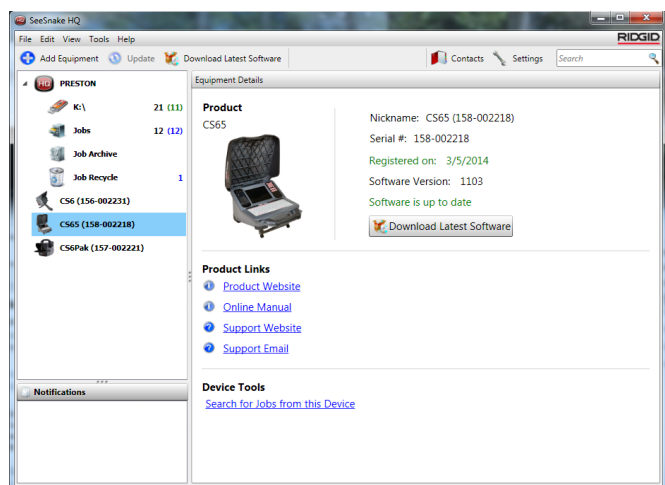 SeeSnake HQ
File Edit View Tools Help
RIDGID
Add Equipment Update Download Latest Software Contacts Settings Search
HQ PRESTON
K:\ 21 (11)
Jobs 12 (12)
Job Archive
Job Recycle 1
CS6 (156-002231)
CS65 (158-002218)
CS6Pak (157-002221)
Notifications
Equipment Details
Product
CS65
Nickname: CS65 (158-002218)
Serial #: 158-002218
Registered on: 3/5/2014
Software Version: 1103
Software is up to date
Download Latest Software
Product Links
Product Website
Online Manual
Support Website
Support Email
Device Tools
Search for Jobs from this Device